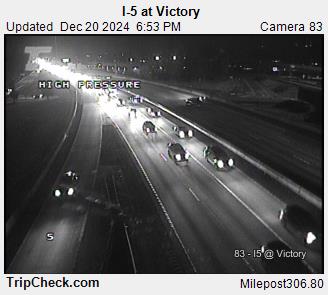 I-5 at Victory
Updated Dec 20 2024 6:53 PM Camera 83
HIGH PRESSURE
S
83 - I5 @ Victory
TripCheck.com Milepost306.80